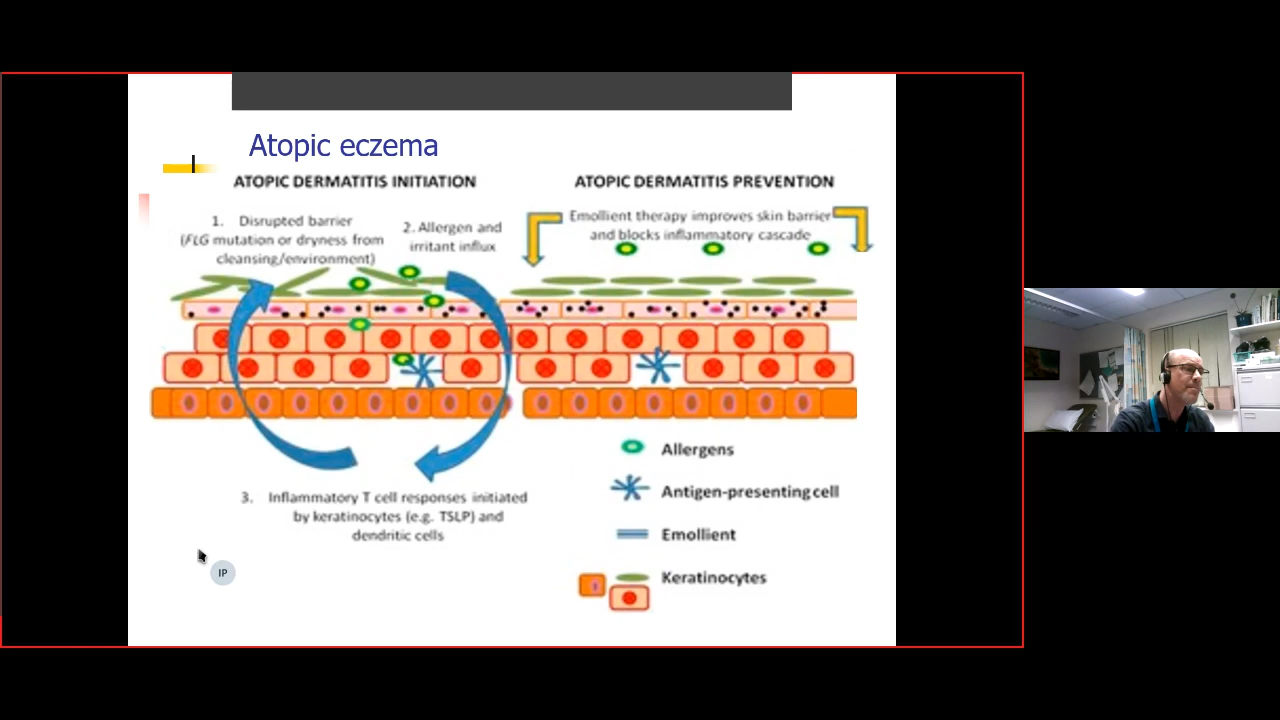 Atopic eczema
ATOPIC DERMATITIS INITIATION
1. Disrupted barrier
(FLG mutation or dryness from
cleansing/environment)
2. Allergen and
irritant influx
3. Inflammatory T cell responses initiated
by keratinocytes (e.g. TSLP) and
dendritic cells
ATOPIC DERMATITIS PREVENTION
Emollient therapy improves skin barrier
and blocks inflammatory cascade
Allergens
Antigen-presenting cell
Emollient
Keratinocytes
IP